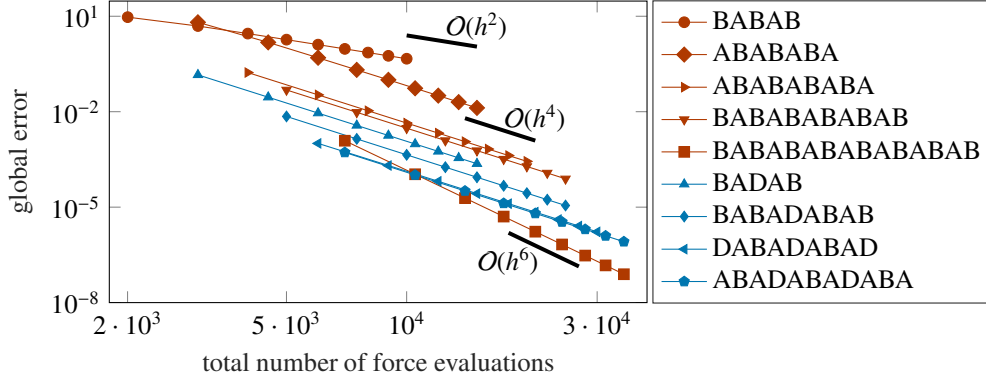 10^1
10^−2
10^−5
10^−8
global error
2 · 10^3
5 · 10^3
10^4
3 · 10^4
total number of force evaluations
O(h^2)
O(h^4)
O(h^6)
BABAB
ABABABA
ABABABABA
BABABABABAB
BABABABABABABAB
BADAB
BABADABAB
DABADABAD
ABADABADABA